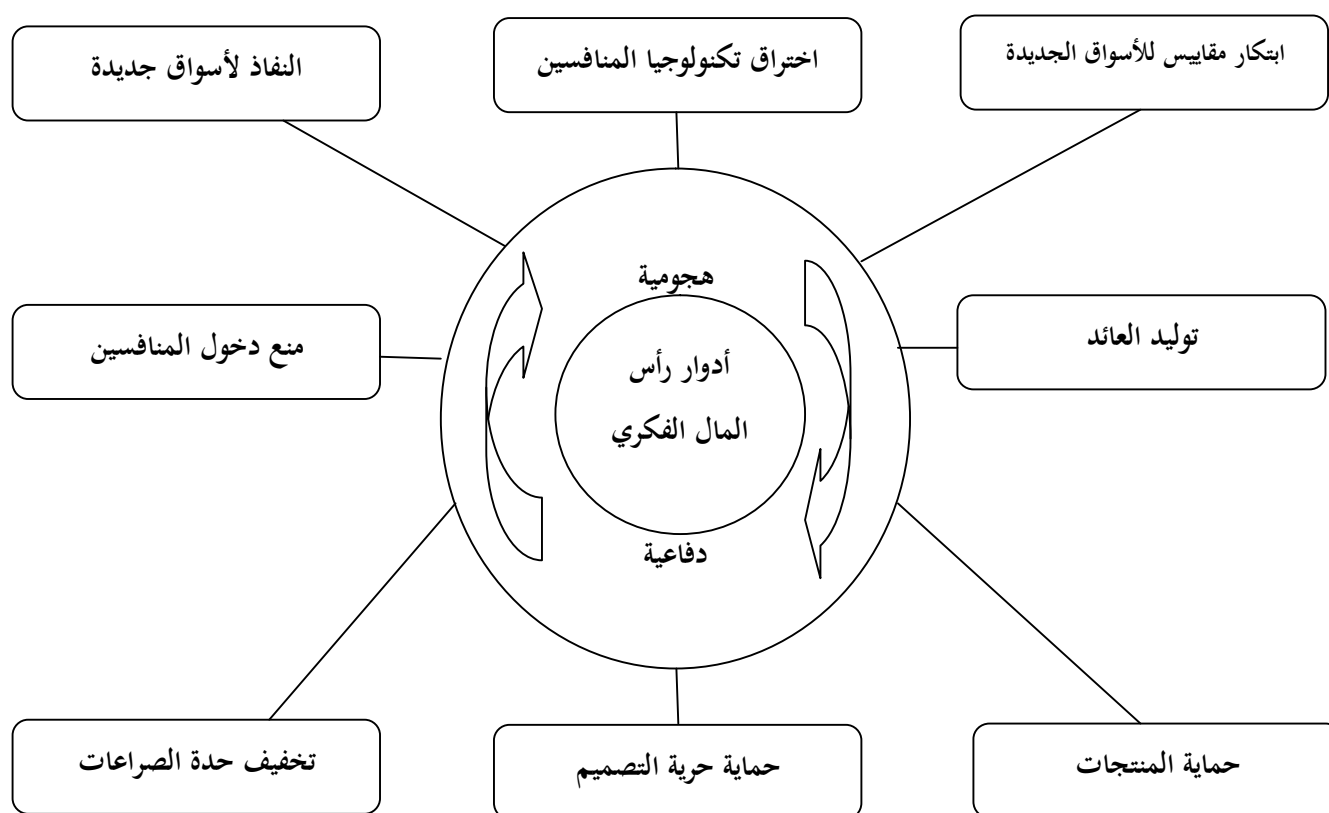 ابتكار مقاييس للأسواق الجديدة
اختراق تكنولوجيا المنافسين
النفاذ لأسواق جديدة
هجومية
توليد العائد
أدوار رأس
المال الفكري
منع دخول المنافسين
دفاعية
حماية المنتجات
حماية حرية التصميم
تخفيف حدة الصراعات